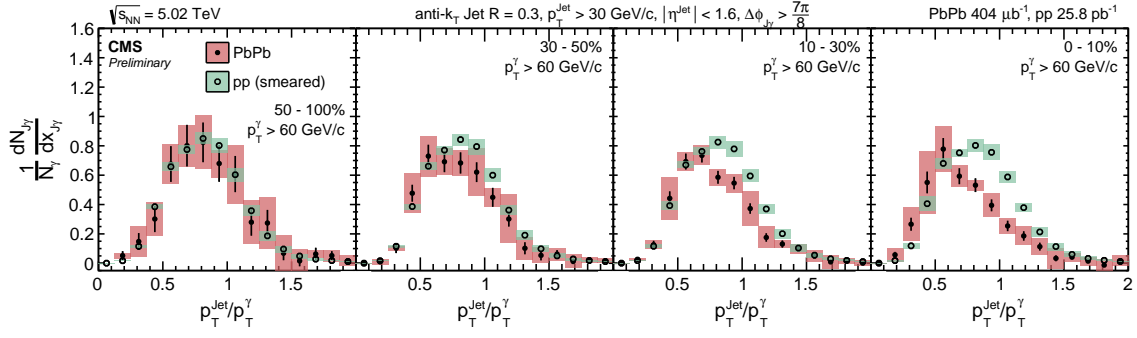 √s_NN = 5.02 TeV
anti-k_T Jet R = 0.3, p_T^Jet > 30 GeV/c, |η^Jet| < 1.6, Δϕ_Jγ > 7π/8
PbPb 404 μb⁻¹, pp 25.8 pb⁻¹
CMS
Preliminary
PbPb
pp (smeared)
50 - 100%
p_T^γ > 60 GeV/c
30 - 50%
p_T^γ > 60 GeV/c
10 - 30%
p_T^γ > 60 GeV/c
0 - 10%
p_T^γ > 60 GeV/c
1/N_γ dN_Jγ/dx_Jγ
1.6
1.4
1.2
1
0.8
0.6
0.4
0.2
0
0 0.5 1 1.5 0.5 1 1.5 0.5 1 1.5 0.5 1 1.5 2
p_T^Jet/p_T^γ
p_T^Jet/p_T^γ
p_T^Jet/p_T^γ
p_T^Jet/p_T^γ